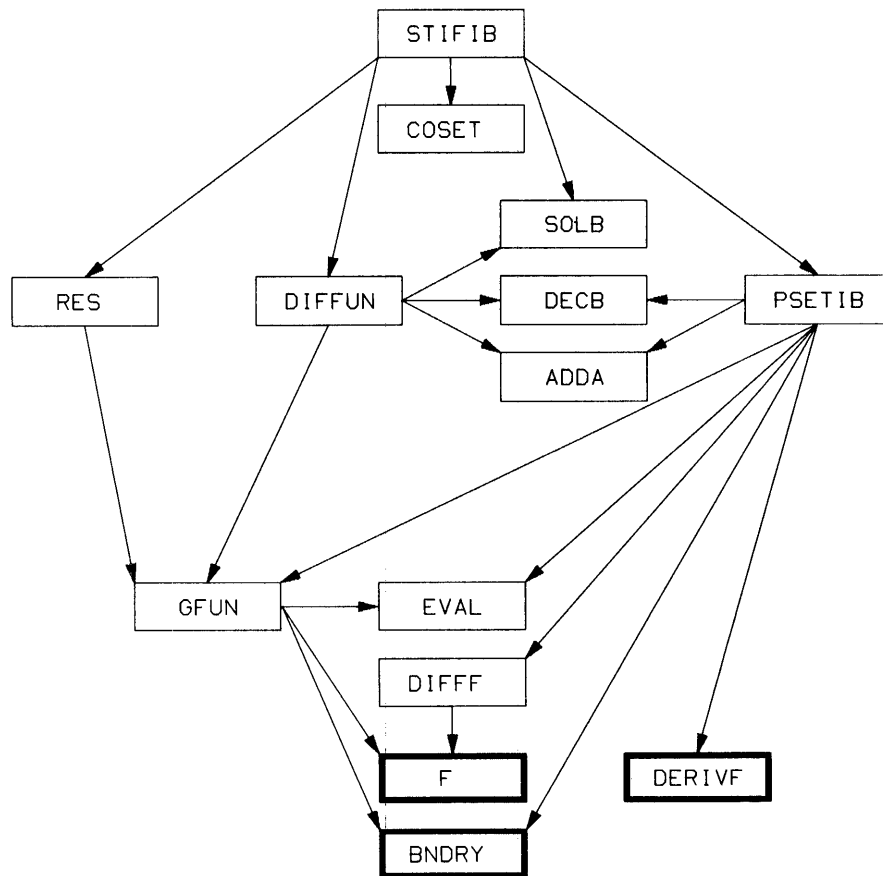 STIFIB
COSET
SOLB
RES
DIFFUN
DECB
PSETIB
ADDA
GFUN
EVAL
DIFFF
F
DERIVF
BNDRY